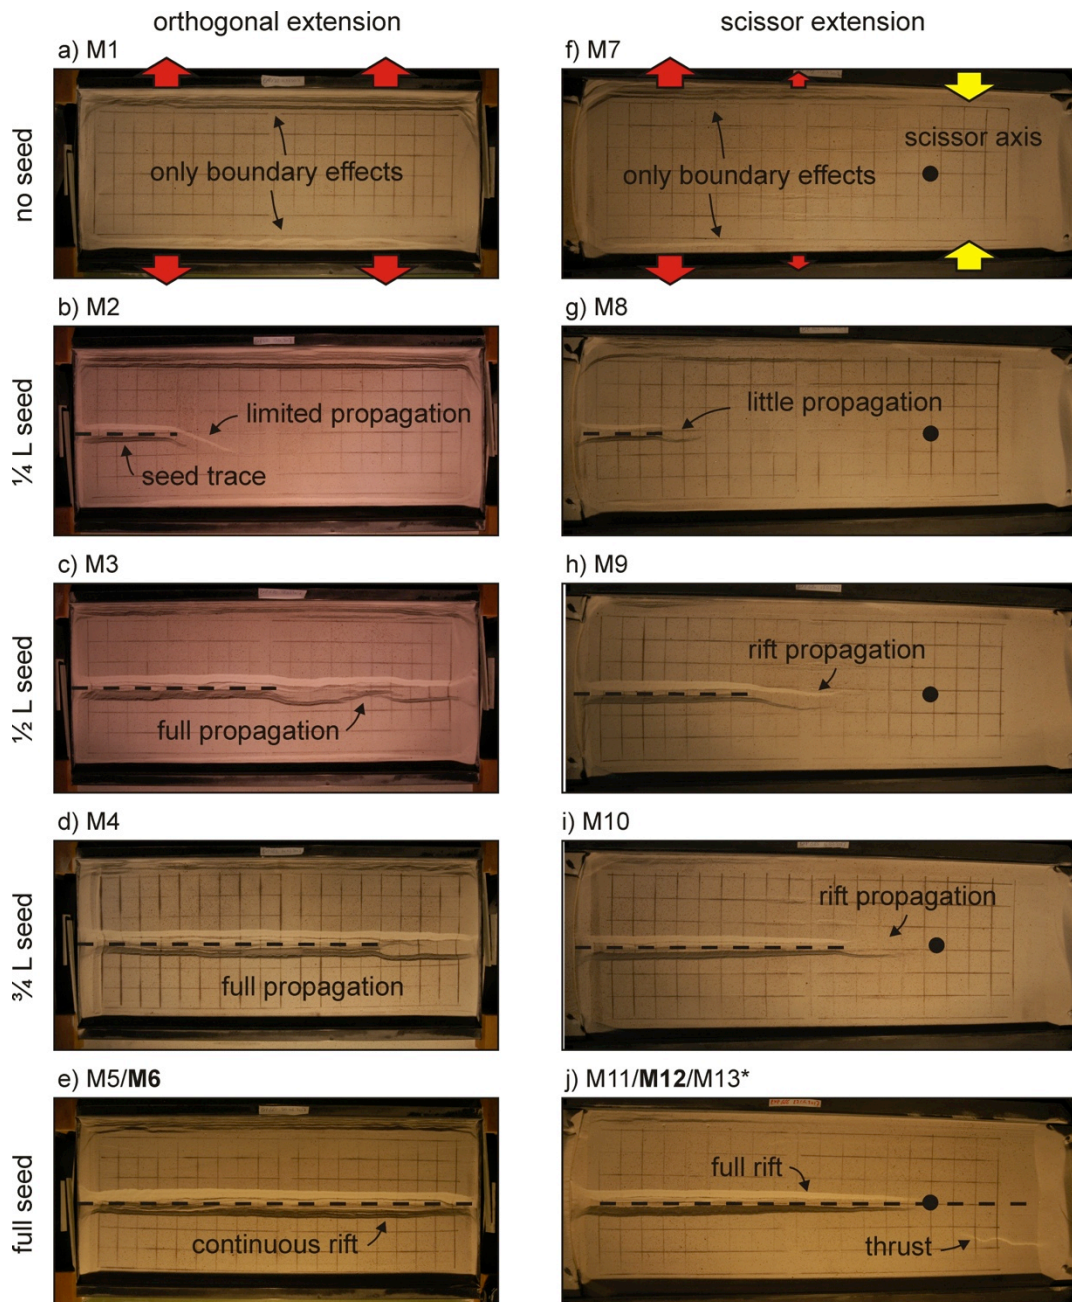 orthogonal extension
scissor extension
a) M1
f) M7
no seed
only boundary effects
scissor axis
only boundary effects
b) M2
g) M8
¼ L seed
limited propagation
seed trace
little propagation
c) M3
h) M9
½ L seed
full propagation
rift propagation
d) M4
i) M10
¾ L seed
full propagation
rift propagation
e) M5/M6
j) M11/M12/M13*
full seed
continuous rift
full rift
thrust